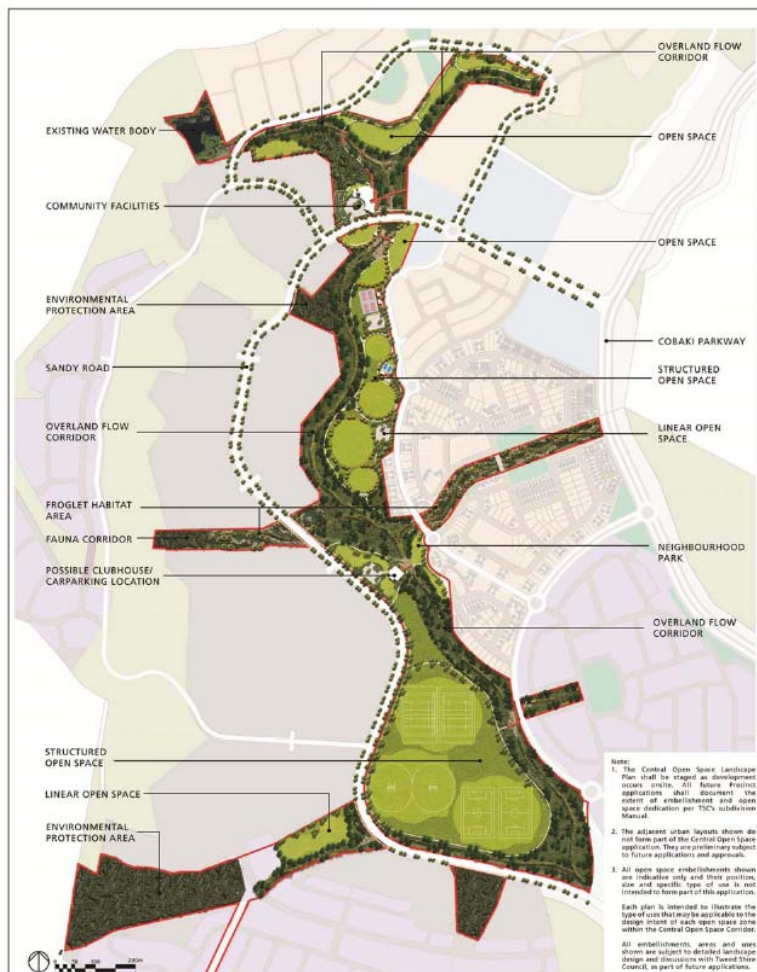 OVERLAND FLOW
CORRIDOR
EXISTING WATER BODY
OPEN SPACE
COMMUNITY FACILITIES
OPEN SPACE
ENVIRONMENTAL
PROTECTION AREA
COBAKI PARKWAY
SANDY ROAD
STRUCTURED
OPEN SPACE
OVERLAND FLOW
CORRIDOR
LINEAR OPEN
SPACE
FROGLET HABITAT
AREA
FAUNA CORRIDOR
NEIGHBOURHOOD
PARK
POSSIBLE CLUBHOUSE/
CARPARKING LOCATION
OVERLAND FLOW
CORRIDOR
STRUCTURED
OPEN SPACE
LINEAR OPEN SPACE
ENVIRONMENTAL
PROTECTION AREA
Note:
1. The Central Open Space Landscape
Plan shall be staged as development
occurs onsite. All future Precinct
applications shall document the
extent of embellishment and open
space dedication per TSC's subdivision
Manual.
2. The adjacent urban layouts shown do
not form part of the Central Open Space
application. They are preliminary subject
to future applications and approvals.
3. All open space embellishments shown
are indicative only and their position,
size and specific type of use is not
intended to form part of this application.
Each plan is intended to illustrate the
type of uses that may be applicable to the
design intent of each open space zone
within the Central Open Space Corridor.
All embellishments, areas and uses
shown are subject to detailed landscape
design and discussions with Tweed Shire
Council, as part of future applications.
0 50 100 200m